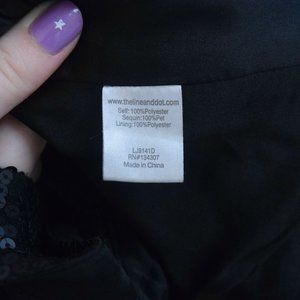 www.thelineanddot.com
Self: 100%Polyester
Sequin:100%Pet
Lining:100%Polyester
LJ9141D
RN#134307
Made in China